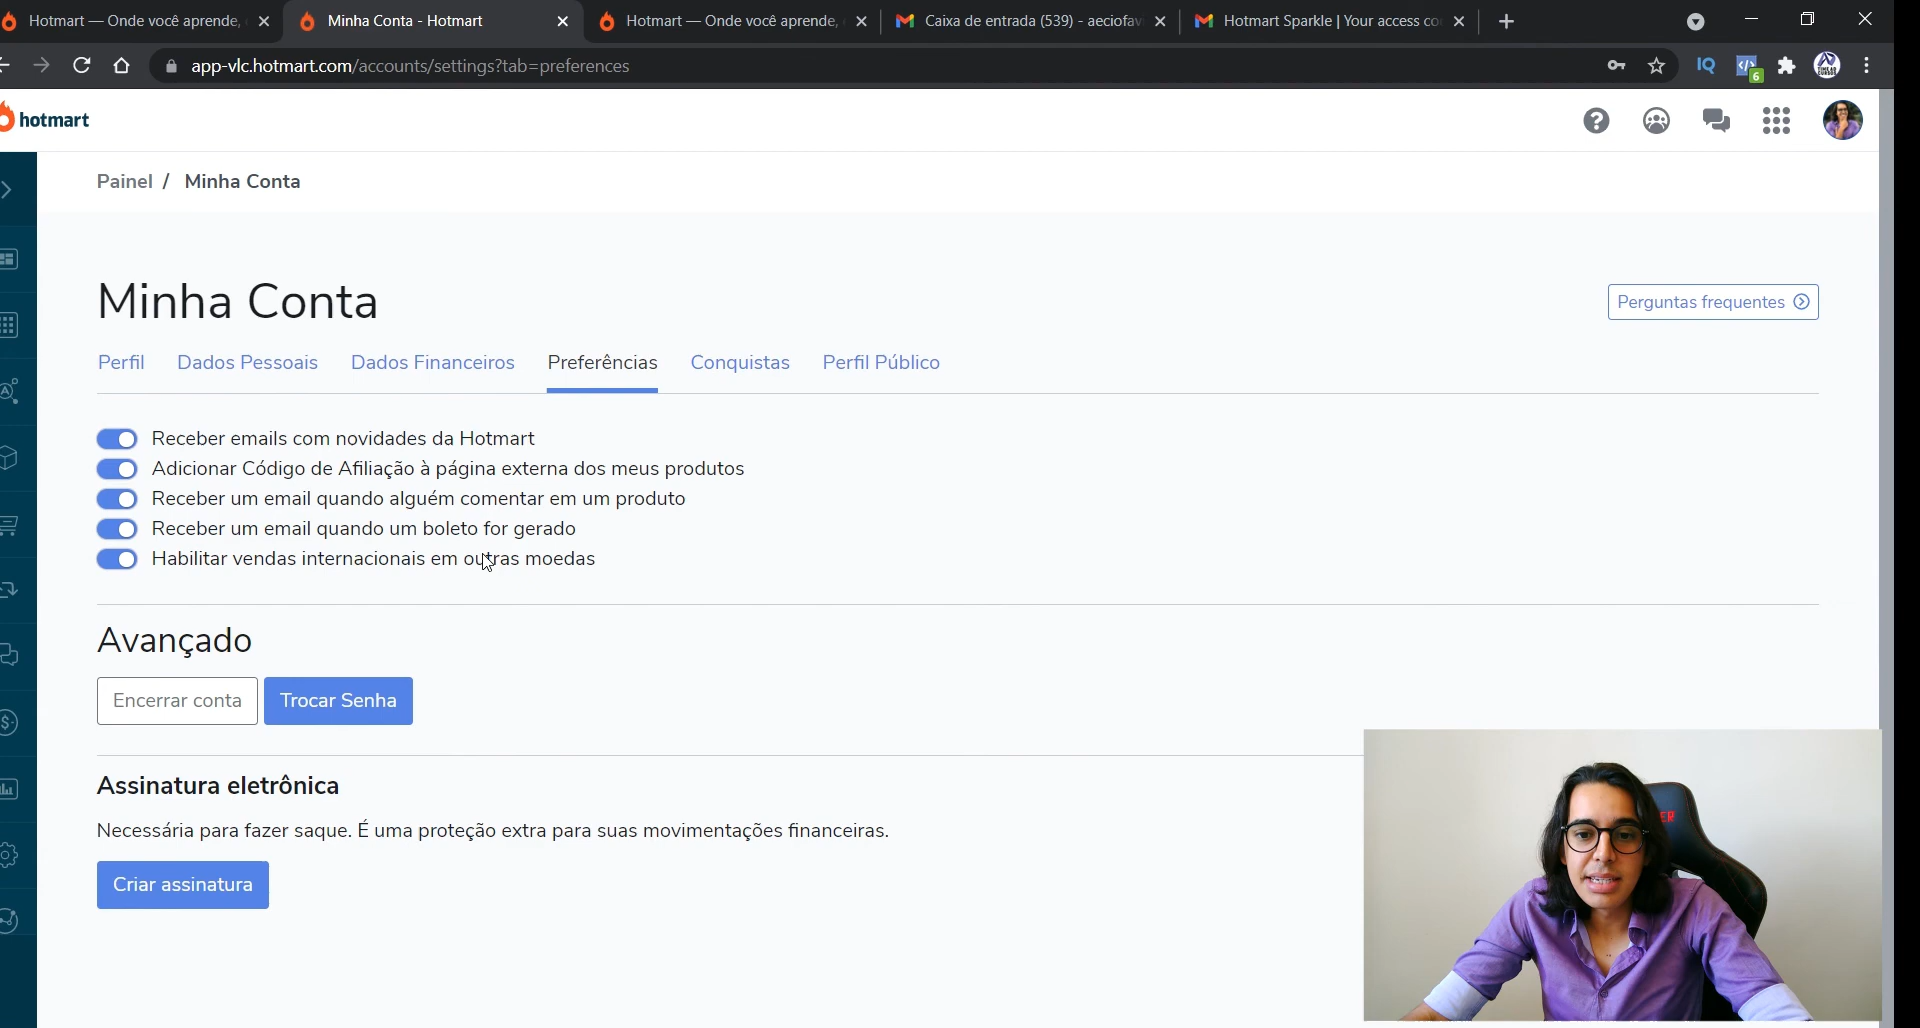 Hotmart — Onde você aprende,
Minha Conta - Hotmart
Hotmart — Onde você aprende,
Caixa de entrada (539) - aeciofav
Hotmart Sparkle | Your access co
app-vlc.hotmart.com/accounts/settings?tab=preferences
IQ
6
hotmart
Painel / Minha Conta
Minha Conta
Perguntas frequentes
Perfil Dados Pessoais Dados Financeiros Preferências Conquistas Perfil Público
Receber emails com novidades da Hotmart
Adicionar Código de Afiliação à página externa dos meus produtos
Receber um email quando alguém comentar em um produto
Receber um email quando um boleto for gerado
Habilitar vendas internacionais em outras moedas
Avançado
Encerrar conta Trocar Senha
Assinatura eletrônica
Necessária para fazer saque. É uma proteção extra para suas movimentações financeiras.
Criar assinatura